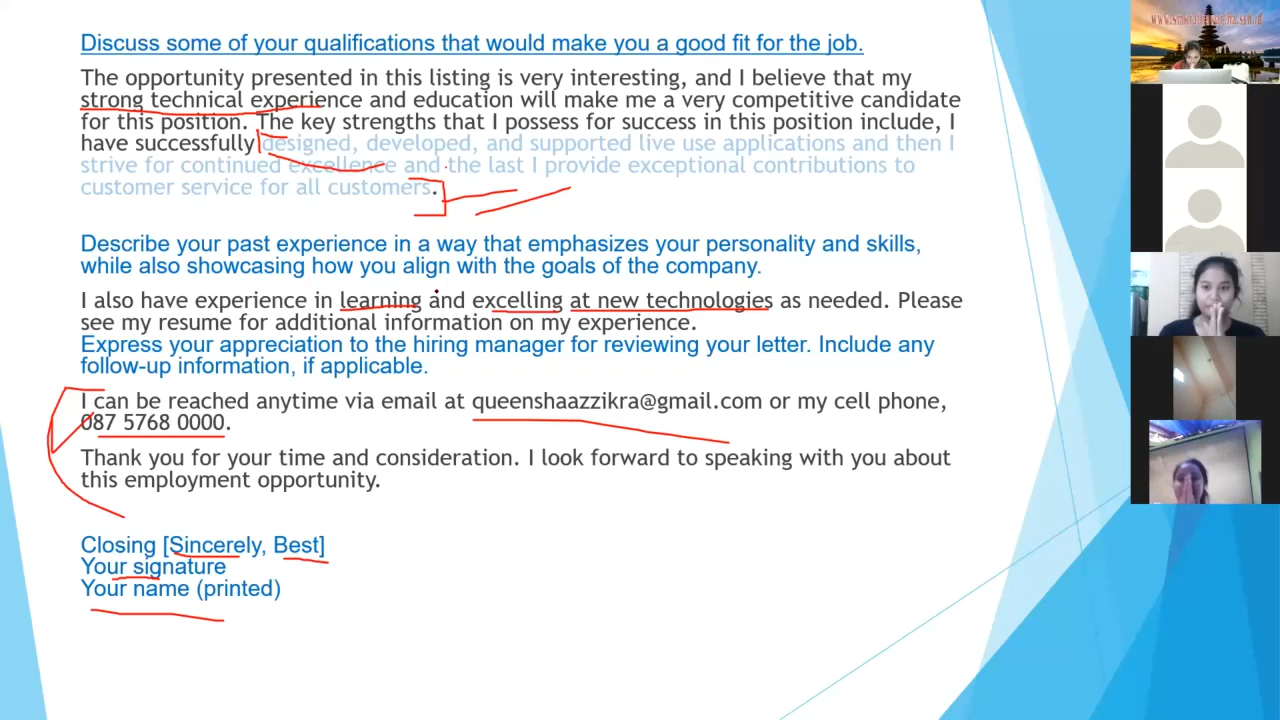 Discuss some of your qualifications that would make you a good fit for the job.
The opportunity presented in this listing is very interesting, and I believe that my
strong technical experience and education will make me a very competitive candidate
for this position. The key strengths that I possess for success in this position include, I
have successfully designed, developed, and supported live use applications and then I
strive for continued excellence and the last I provide exceptional contributions to
customer service for all customers.
Describe your past experience in a way that emphasizes your personality and skills,
while also showcasing how you align with the goals of the company.
I also have experience in learning and excelling at new technologies as needed. Please
see my resume for additional information on my experience.
Express your appreciation to the hiring manager for reviewing your letter. Include any
follow-up information, if applicable.
I can be reached anytime via email at queenshaazzikra@gmail.com or my cell phone,
087 5768 0000.
Thank you for your time and consideration. I look forward to speaking with you about
this employment opportunity.
Closing [Sincerely, Best]
Your signature
Your name (printed)